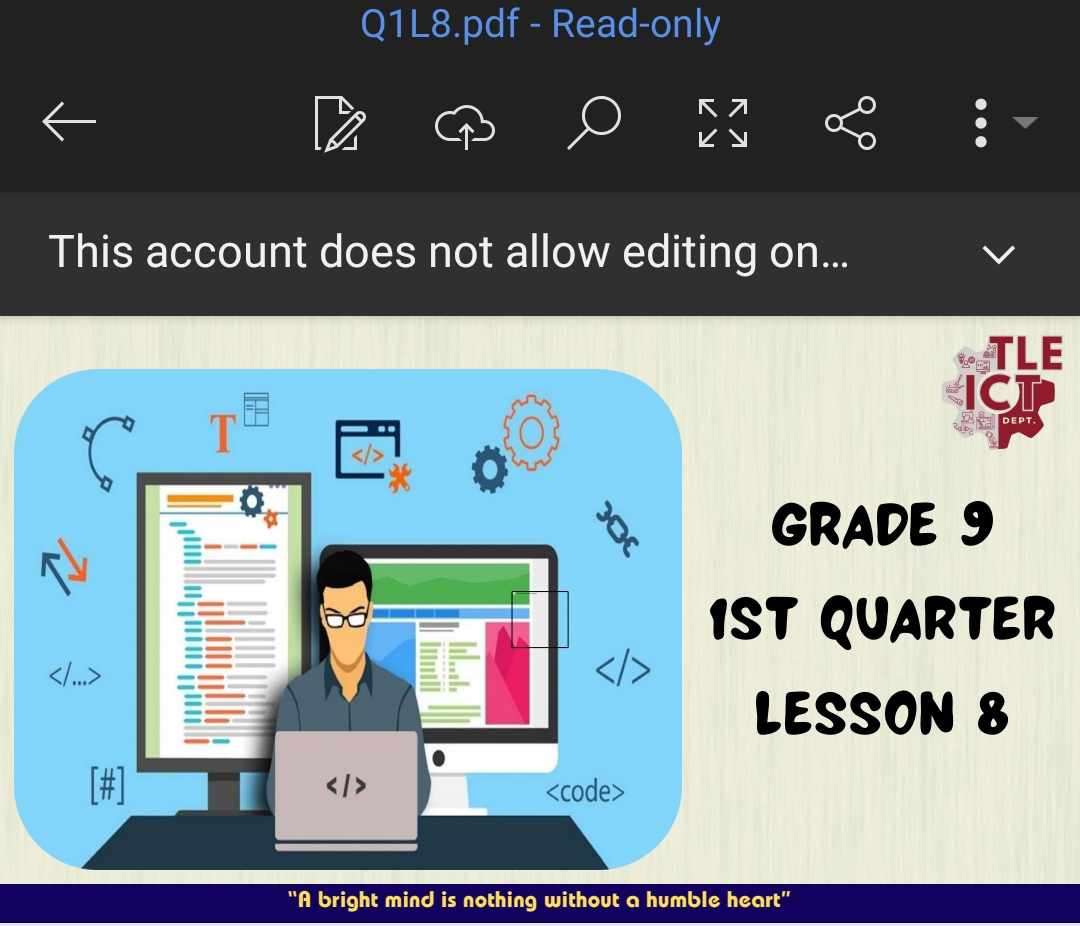 Q1L8.pdf - Read-only
This account does not allow editing on...
TLE
ICT
DEPT.
T
</>
GRADE 9
1ST QUARTER
LESSON 8
</...>
</>
[#]
</>
<code>
"A bright mind is nothing without a humble heart"